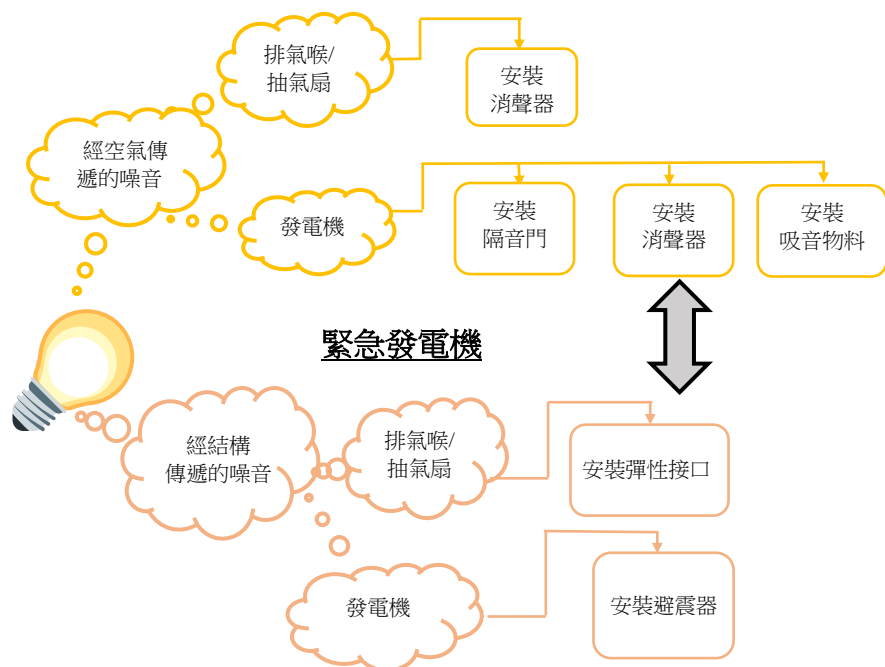 排氣喉/
抽氣扇
安裝
消聲器
經空氣傳
遞的噪音
發電機
安裝
隔音門
安裝
消聲器
安裝
吸音物料
緊急發電機
經結構
傳遞的噪音
排氣喉/
抽氣扇
安裝彈性接口
發電機
安裝避震器